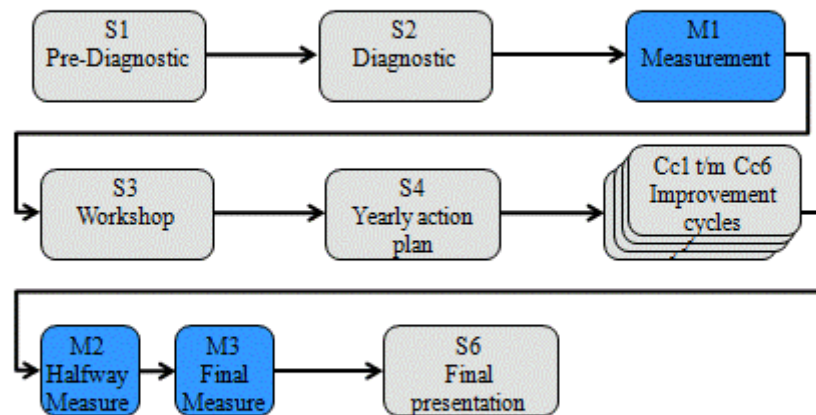 S1
Pre-Diagnostic
S2
Diagnostic
M1
Measurement
S3
Workshop
S4
Yearly action
plan
Cc1 t/m Cc6
Improvement
cycles
M2
Halfway
Measure
M3
Final
Measure
S6
Final
presentation